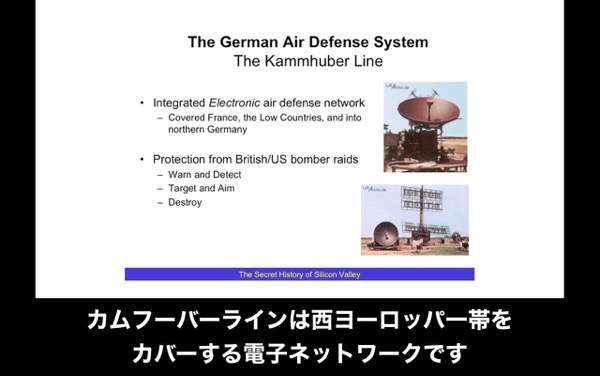 The German Air Defense System
The Kammhuber Line
• Integrated Electronic air defense network
– Covered France, the Low Countries, and into
northern Germany
• Protection from British/US bomber raids
– Warn and Detect
– Target and Aim
– Destroy
The Secret History of Silicon Valley
カムフーバーラインは西ヨーロッパ一帯を
カバーする電子ネットワークです